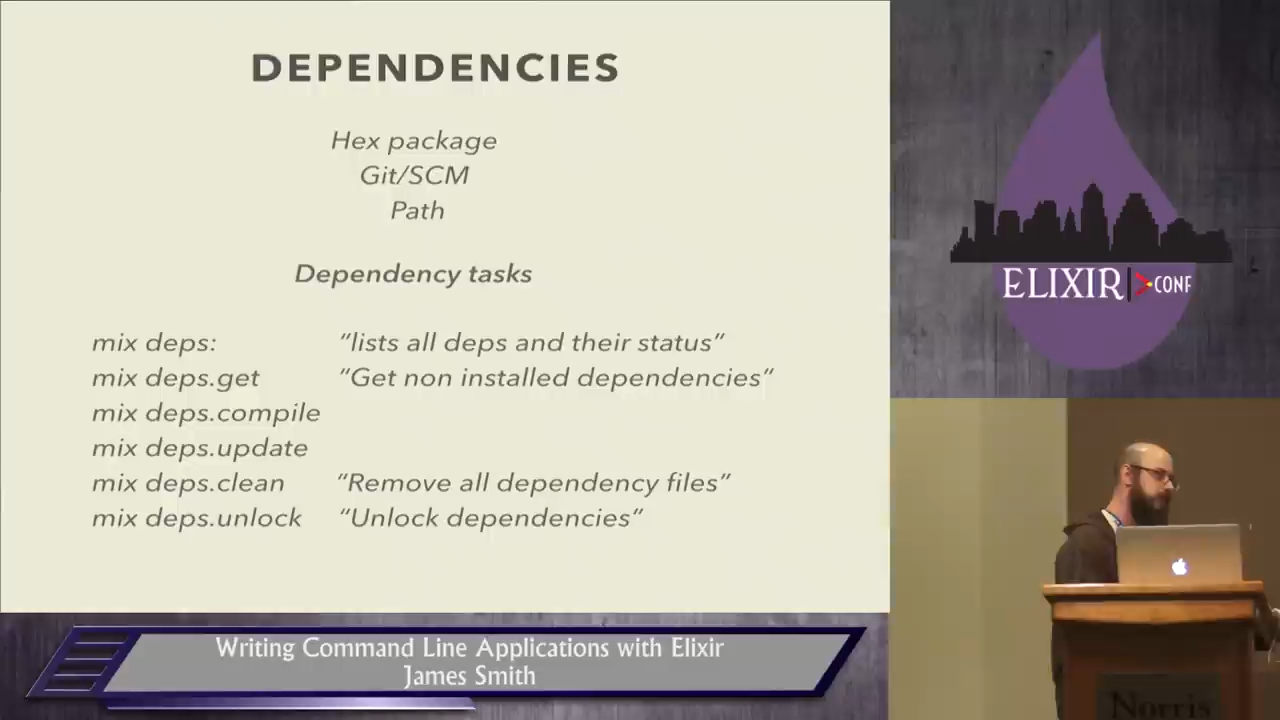 DEPENDENCIES
Hex package
Git/SCM
Path
Dependency tasks
mix deps: “lists all deps and their status”
mix deps.get “Get non installed dependencies”
mix deps.compile
mix deps.update
mix deps.clean “Remove all dependency files”
mix deps.unlock “Unlock dependencies”
ELIXIR CONF
Norris
Writing Command Line Applications with Elixir
James Smith